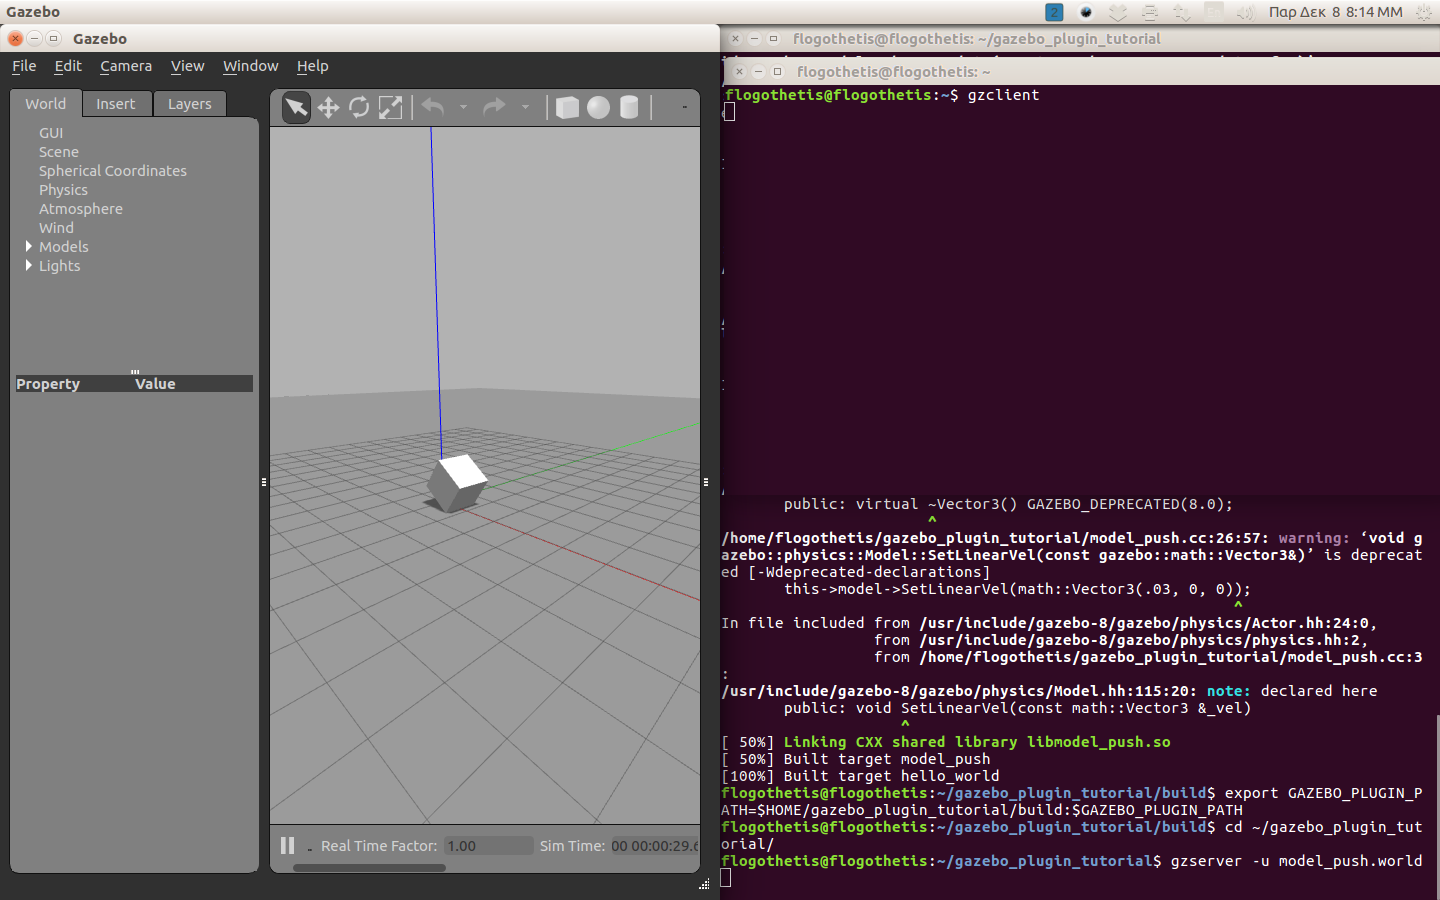 Gazebo
2
Παρ Δεκ 8 8:14 ΜΜ
Gazebo
File Edit Camera View Window Help
World Insert Layers
GUI
Scene
Spherical Coordinates
Physics
Atmosphere
Wind
Models
Lights
Property Value
Real Time Factor: 1.00 Sim Time: 00 00:00:29.6
flogothetis@flogothetis: ~/gazebo_plugin_tutorial
flogothetis@flogothetis: ~
flogothetis@flogothetis:~$ gzclient
public: virtual ~Vector3() GAZEBO_DEPRECATED(8.0);
^
/home/flogothetis/gazebo_plugin_tutorial/model_push.cc:26:57: warning: ‘void g
azebo::physics::Model::SetLinearVel(const gazebo::math::Vector3&)’ is deprecat
ed [-Wdeprecated-declarations]
this->model->SetLinearVel(math::Vector3(.03, 0, 0));
^
In file included from /usr/include/gazebo-8/gazebo/physics/Actor.hh:24:0,
from /usr/include/gazebo-8/gazebo/physics/physics.hh:2,
from /home/flogothetis/gazebo_plugin_tutorial/model_push.cc:3
:
/usr/include/gazebo-8/gazebo/physics/Model.hh:115:20: note: declared here
public: void SetLinearVel(const math::Vector3 &_vel)
^
[ 50%] Linking CXX shared library libmodel_push.so
[ 50%] Built target model_push
[100%] Built target hello_world
flogothetis@flogothetis:~/gazebo_plugin_tutorial/build$ export GAZEBO_PLUGIN_P
ATH=$HOME/gazebo_plugin_tutorial/build:$GAZEBO_PLUGIN_PATH
flogothetis@flogothetis:~/gazebo_plugin_tutorial/build$ cd ~/gazebo_plugin_tut
orial/
flogothetis@flogothetis:~/gazebo_plugin_tutorial$ gzserver -u model_push.world